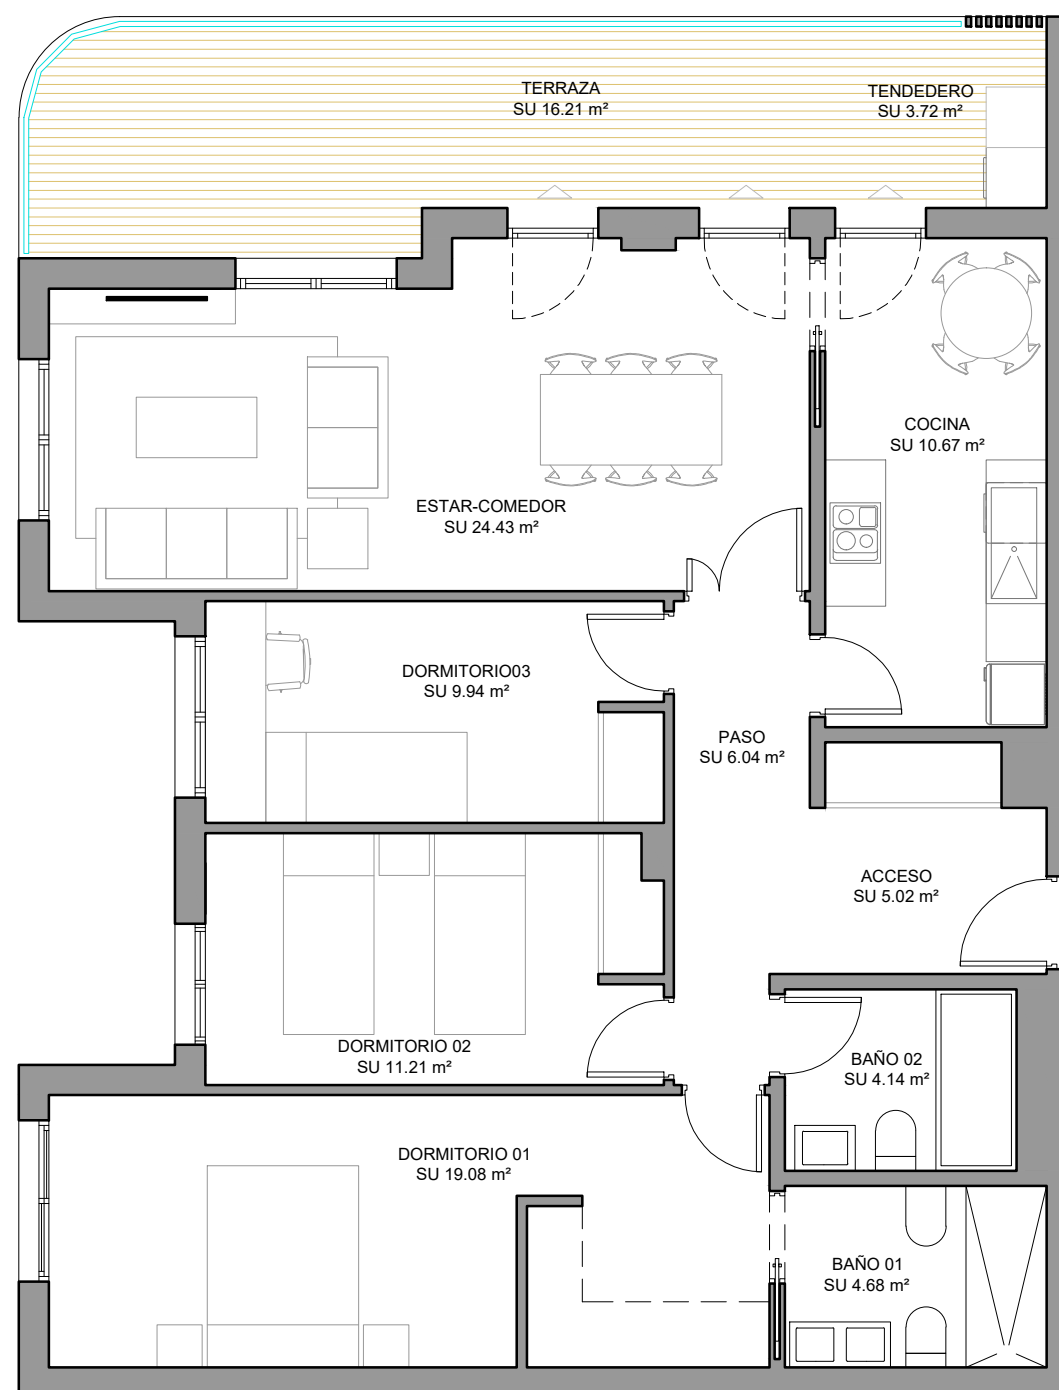 TERRAZA
SU 16.21 m²
TENDEDERO
SU 3.72 m²
COCINA
SU 10.67 m²
ESTAR-COMEDOR
SU 24.43 m²
DORMITORIO03
SU 9.94 m²
PASO
SU 6.04 m²
ACCESO
SU 5.02 m²
DORMITORIO 02
SU 11.21 m²
BAÑO 02
SU 4.14 m²
DORMITORIO 01
SU 19.08 m²
BAÑO 01
SU 4.68 m²